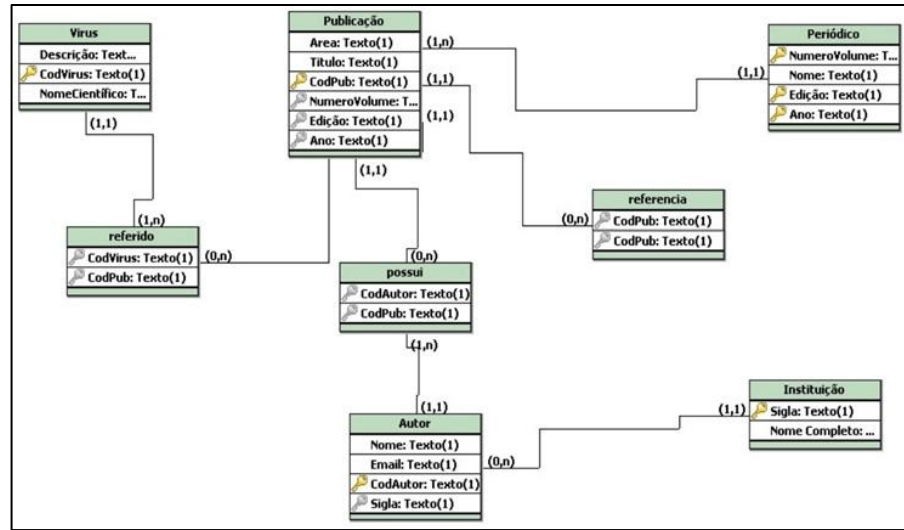 Virus
Descrição: Text...
CodVirus: Texto(1)
NomeCientífico: T...
(1,1)
Publicação
Area: Texto(1)
Titulo: Texto(1)
CodPub: Texto(1)
NumeroVolume: T...
Edição: Texto(1)
Ano: Texto(1)
(1,n)
(1,1)
(1,1)
(1,1)
Periódico
NumeroVolume: T...
Nome: Texto(1)
Edição: Texto(1)
Ano: Texto(1)
(1,1)
referencia
CodPub: Texto(1)
CodPub: Texto(1)
(0,n)
(1,n)
referido
CodVirus: Texto(1)
CodPub: Texto(1)
(0,n)
(0,n)
possui
CodAutor: Texto(1)
CodPub: Texto(1)
(1,n)
(1,1)
Autor
Nome: Texto(1)
Email: Texto(1)
CodAutor: Texto(1)
Sigla: Texto(1)
(0,n)
(1,1)
Instituição
Sigla: Texto(1)
Nome Completo: ...